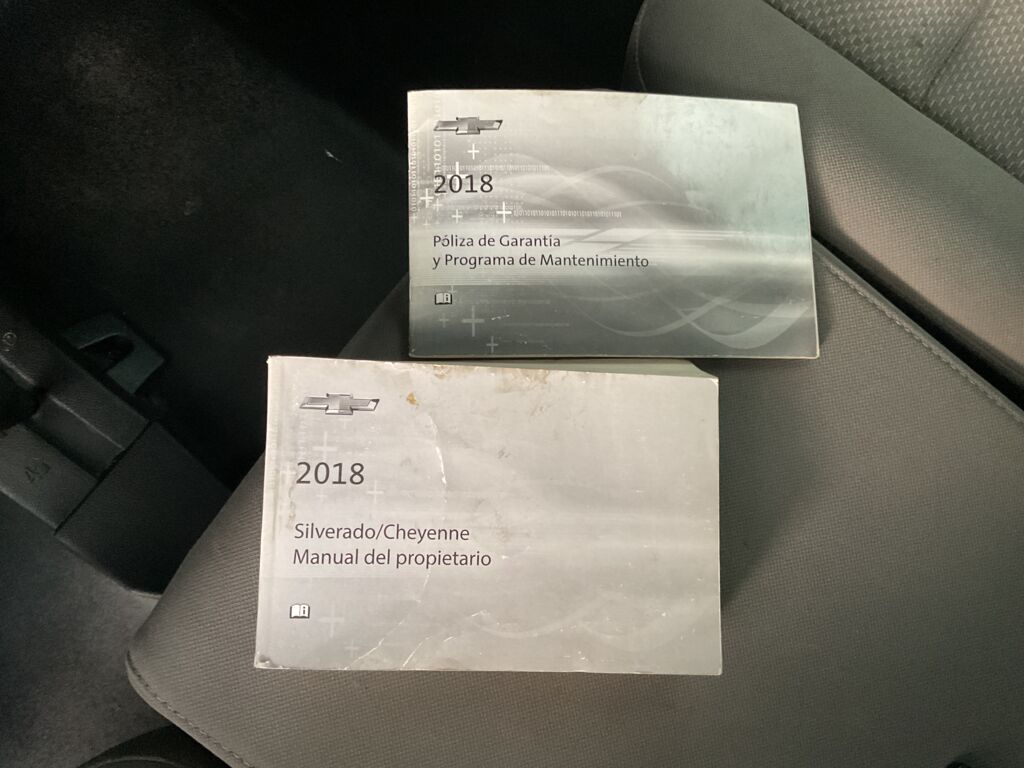 2018
Póliza de Garantía
y Programa de Mantenimiento
2018
Silverado/Cheyenne
Manual del propietario